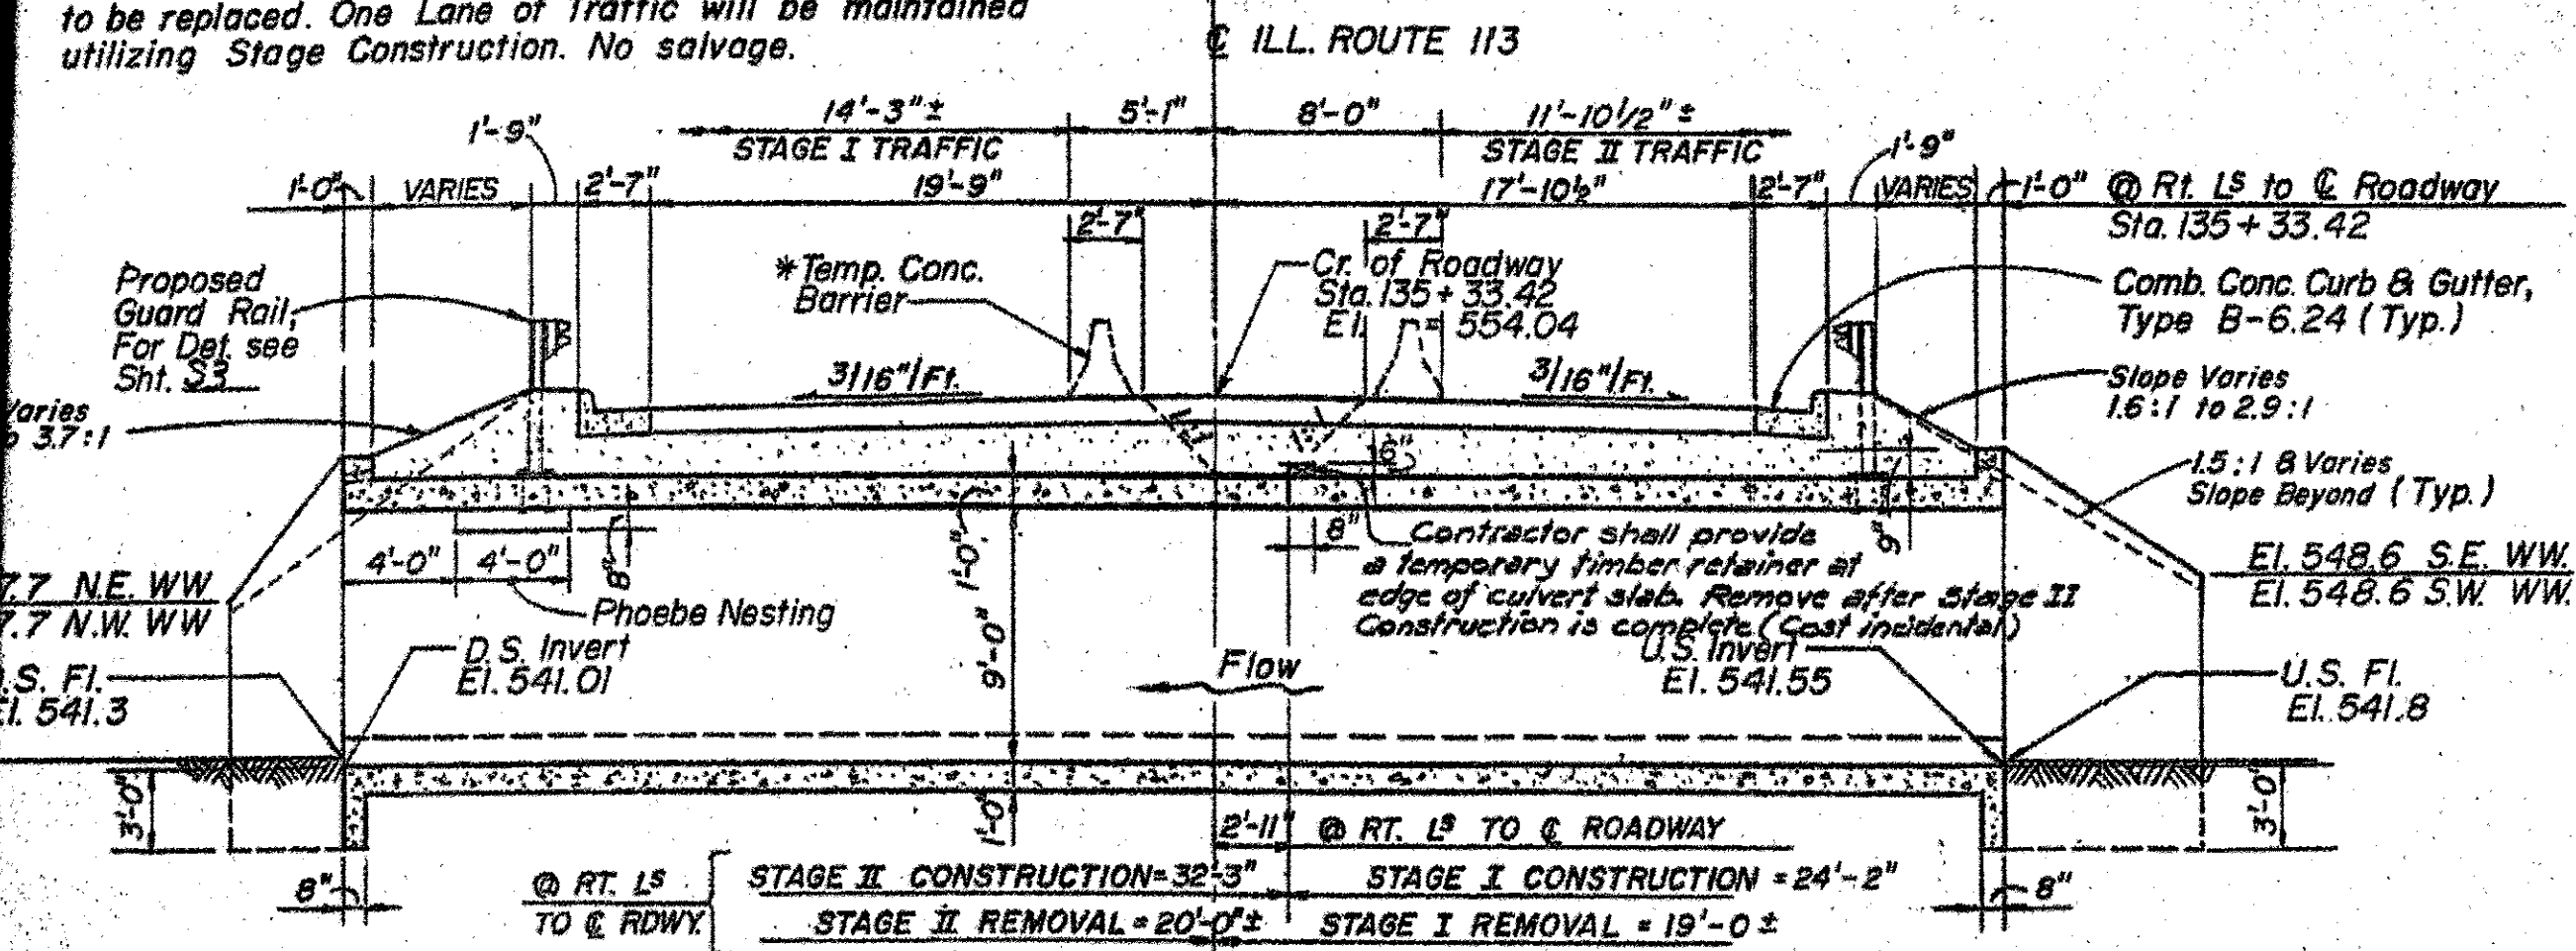 to be replaced. One Lane of Traffic will be maintained
utilizing Stage Construction. No salvage.
℄ ILL. ROUTE 113
14'-3"±
5'-1"
8'-0"
11'-10 1/2"±
STAGE I TRAFFIC
STAGE II TRAFFIC
1'-9"
1'-9"
1'-0"
VARIES
2'-7"
19'-9"
17'-10½"
2'-7"
VARIES
1'-0" @ Rt. Lˢ to ℄ Roadway
Sta. 135+33.42
2'-7"
2'-7"
Proposed
Guard Rail,
For Det. see
Sht. S3
*Temp. Conc.
Barrier
Cr. of Roadway
Sta. 135+33.42
El. = 554.04
Comb. Conc. Curb & Gutter,
Type B-6.24 (Typ.)
3/16"/Ft.
3/16"/Ft.
Varies
3.7:1
Slope Varies
1.6:1 to 2.9:1
1:1
6"
1.5:1 & Varies
Slope Beyond (Typ.)
4'-0"
4'-0"
8"
Phoebe Nesting
1'-0"
9'-0"
8"
9"
Contractor shall provide
a temporary timber retainer at
edge of culvert slab. Remove after Stage II
Construction is complete (Cost incidental)
7.7 N.E. WW
7.7 N.W. WW
El. 548.6 S.E. WW.
El. 548.6 S.W. WW.
D.S. Invert
El. 541.01
.S. Fl.
El. 541.3
Flow
U.S. Invert
El. 541.55
U.S. Fl.
El. 541.8
3'-0"
1'-0"
3'-0"
2'-11" @ RT. Lˢ TO ℄ ROADWAY
8"
@ RT. Lˢ
TO ℄ RDWY.
STAGE II CONSTRUCTION=32'-3"
STAGE I CONSTRUCTION = 24'-2"
8"
STAGE II REMOVAL = 20'-0"±
STAGE I REMOVAL = 19'-0 ±